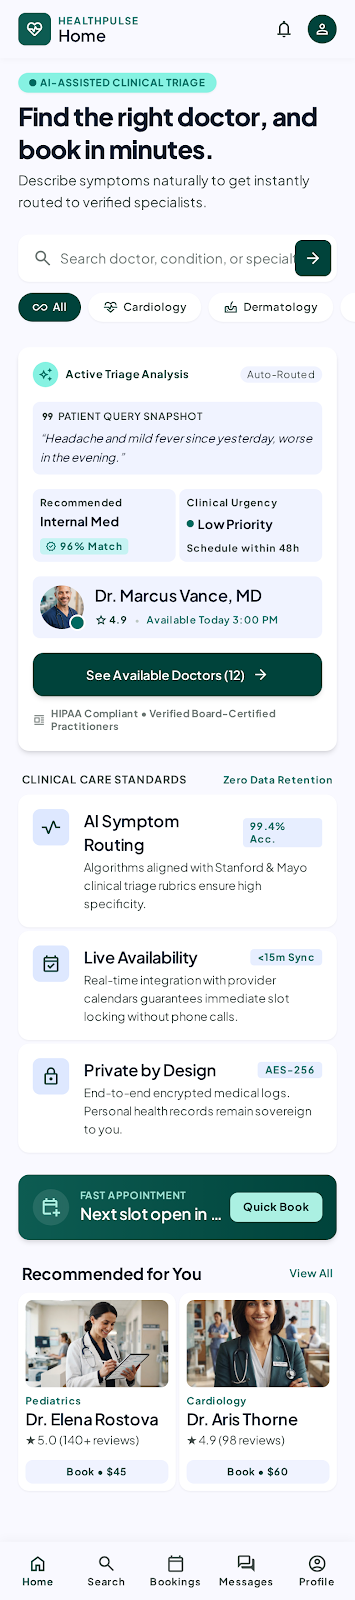 HEALTHPULSE
Home
AI-ASSISTED CLINICAL TRIAGE
Find the right doctor, and
book in minutes.
Describe symptoms naturally to get instantly
routed to verified specialists.
Search doctor, condition, or special
All
Cardiology
Dermatology
Active Triage Analysis
Auto-Routed
PATIENT QUERY SNAPSHOT
"Headache and mild fever since yesterday, worse
in the evening."
Recommended
Internal Med
96% Match
Clinical Urgency
Low Priority
Schedule within 48h
Dr. Marcus Vance, MD
4.9 • Available Today 3:00 PM
See Available Doctors (12) →
HIPAA Compliant • Verified Board-Certified
Practitioners
CLINICAL CARE STANDARDS
Zero Data Retention
AI Symptom
Routing
99.4%
Acc.
Algorithms aligned with Stanford & Mayo
clinical triage rubrics ensure high
specificity.
Live Availability
<15m Sync
Real-time integration with provider
calendars guarantees immediate slot
locking without phone calls.
Private by Design
AES-256
End-to-end encrypted medical logs.
Personal health records remain sovereign
to you.
FAST APPOINTMENT
Next slot open in ...
Quick Book
Recommended for You
View All
Pediatrics
Dr. Elena Rostova
★ 5.0 (140+ reviews)
Book • $45
Cardiology
Dr. Aris Thorne
★ 4.9 (98 reviews)
Book • $60
Home
Search
Bookings
Messages
Profile